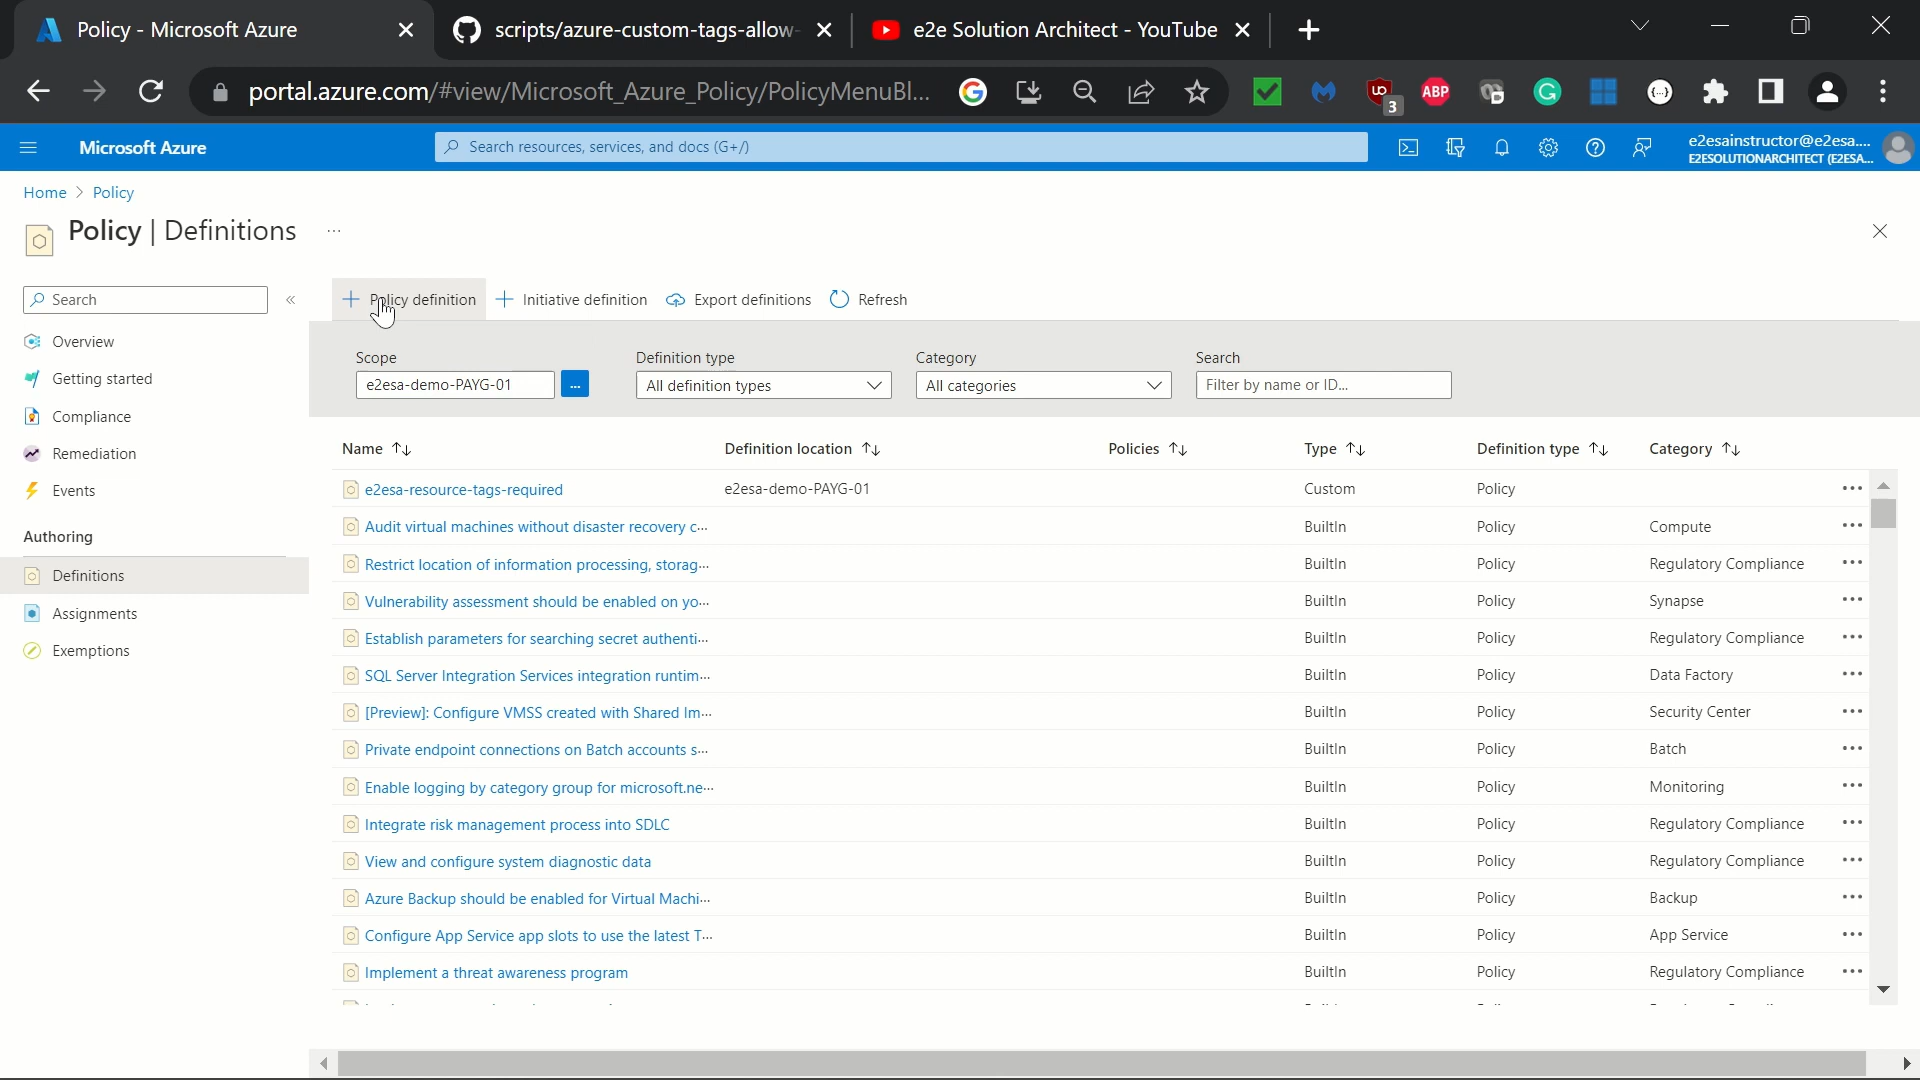 Policy - Microsoft Azure
scripts/azure-custom-tags-allow-
e2e Solution Architect - YouTube
portal.azure.com/#view/Microsoft_Azure_Policy/PolicyMenuBl...
3
ABP
Microsoft Azure
Search resources, services, and docs (G+/)
e2esainstructor@e2esa....
E2ESOLUTIONARCHITECT (E2ESA...
Home > Policy
Policy | Definitions ...
Search
Policy definition
Initiative definition
Export definitions
Refresh
Overview
Getting started
Compliance
Remediation
Events
Authoring
Definitions
Assignments
Exemptions
Scope
e2esa-demo-PAYG-01
...
Definition type
All definition types
Category
All categories
Search
Filter by name or ID...
Name Definition location Policies Type Definition type Category
e2esa-resource-tags-required e2esa-demo-PAYG-01 Custom Policy ...
Audit virtual machines without disaster recovery c... BuiltIn Policy Compute ...
Restrict location of information processing, storag... BuiltIn Policy Regulatory Compliance ...
Vulnerability assessment should be enabled on yo... BuiltIn Policy Synapse ...
Establish parameters for searching secret authenti... BuiltIn Policy Regulatory Compliance ...
SQL Server Integration Services integration runtim... BuiltIn Policy Data Factory ...
[Preview]: Configure VMSS created with Shared Im... BuiltIn Policy Security Center ...
Private endpoint connections on Batch accounts s... BuiltIn Policy Batch ...
Enable logging by category group for microsoft.ne... BuiltIn Policy Monitoring ...
Integrate risk management process into SDLC BuiltIn Policy Regulatory Compliance ...
View and configure system diagnostic data BuiltIn Policy Regulatory Compliance ...
Azure Backup should be enabled for Virtual Machi... BuiltIn Policy Backup ...
Configure App Service app slots to use the latest T... BuiltIn Policy App Service ...
Implement a threat awareness program BuiltIn Policy Regulatory Compliance ...